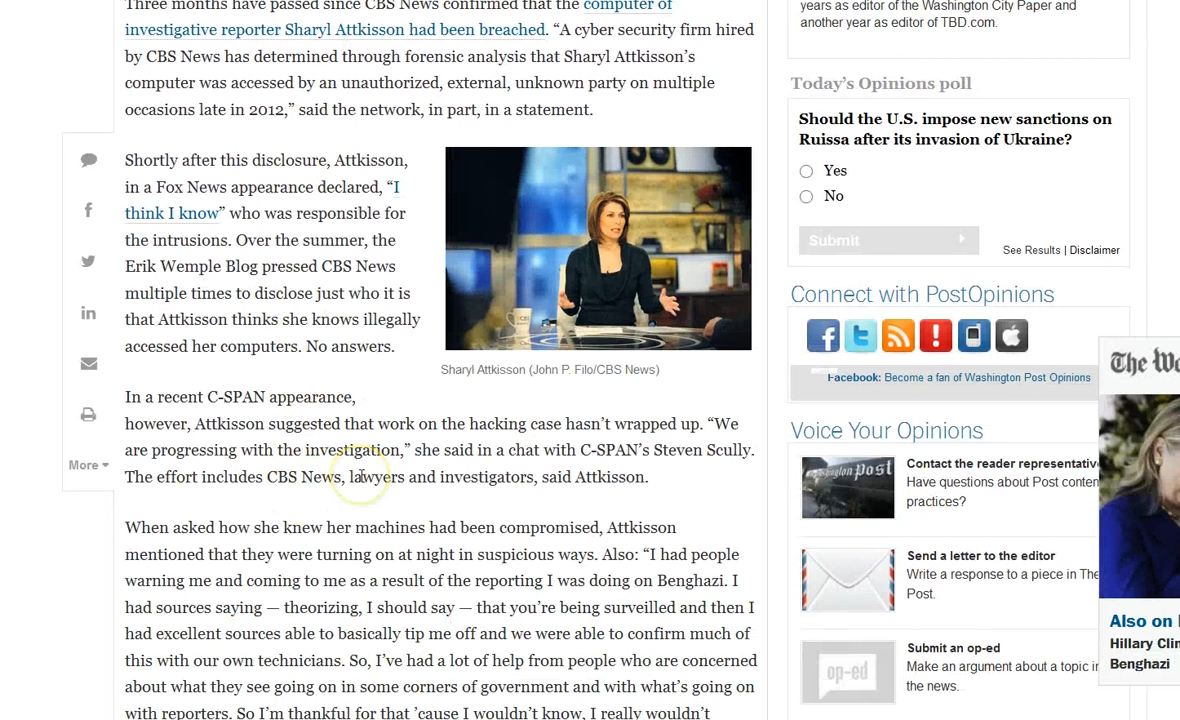 Three months have passed since CBS News confirmed that the computer of
investigative reporter Sharyl Attkisson had been breached. “A cyber security firm hired
by CBS News has determined through forensic analysis that Sharyl Attkisson’s
computer was accessed by an unauthorized, external, unknown party on multiple
occasions late in 2012,” said the network, in part, in a statement.
Shortly after this disclosure, Attkisson,
in a Fox News appearance declared, “I
think I know” who was responsible for
the intrusions. Over the summer, the
Erik Wemple Blog pressed CBS News
multiple times to disclose just who it is
that Attkisson thinks she knows illegally
accessed her computers. No answers.
Sharyl Attkisson (John P. Filo/CBS News)
In a recent C-SPAN appearance,
however, Attkisson suggested that work on the hacking case hasn’t wrapped up. “We
are progressing with the investigation,” she said in a chat with C-SPAN’s Steven Scully.
The effort includes CBS News, lawyers and investigators, said Attkisson.
When asked how she knew her machines had been compromised, Attkisson
mentioned that they were turning on at night in suspicious ways. Also: “I had people
warning me and coming to me as a result of the reporting I was doing on Benghazi. I
had sources saying — theorizing, I should say — that you’re being surveilled and then I
had excellent sources able to basically tip me off and we were able to confirm much of
this with our own technicians. So, I’ve had a lot of help from people who are concerned
about what they see going on in some corners of government and with what’s going on
with reporters. So I’m thankful for that ’cause I wouldn’t know, I really wouldn’t
More
years as editor of the Washington City Paper and
another year as editor of TBD.com.
Today’s Opinions poll
Should the U.S. impose new sanctions on
Ruissa after its invasion of Ukraine?
Yes
No
Submit
See Results | Disclaimer
Connect with PostOpinions
Facebook: Become a fan of Washington Post Opinions
Voice Your Opinions
Washington Post
Contact the reader representative
Have questions about Post conten
practices?
Send a letter to the editor
Write a response to a piece in The
Post.
op-ed
Submit an op-ed
Make an argument about a topic in
the news.
The Wa
Also on
Hillary Clin
Benghazi